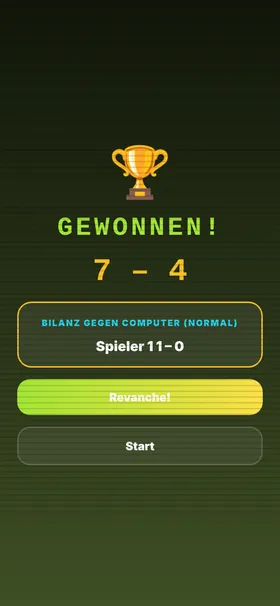 GEWONNEN!
7 – 4
BILANZ GEGEN COMPUTER (NORMAL)
Spieler 11–0
Revanche!
Start